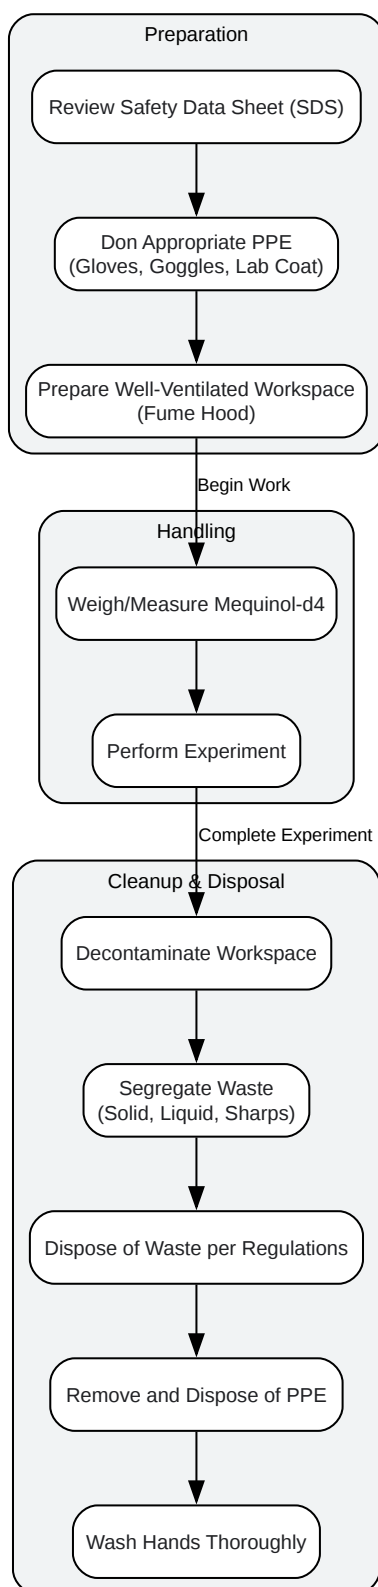 Preparation
Review Safety Data Sheet (SDS)
Don Appropriate PPE
(Gloves, Goggles, Lab Coat)
Prepare Well-Ventilated Workspace
(Fume Hood)
Begin Work
Handling
Weigh/Measure Mequinol-d4
Perform Experiment
Complete Experiment
Cleanup & Disposal
Decontaminate Workspace
Segregate Waste
(Solid, Liquid, Sharps)
Dispose of Waste per Regulations
Remove and Dispose of PPE
Wash Hands Thoroughly